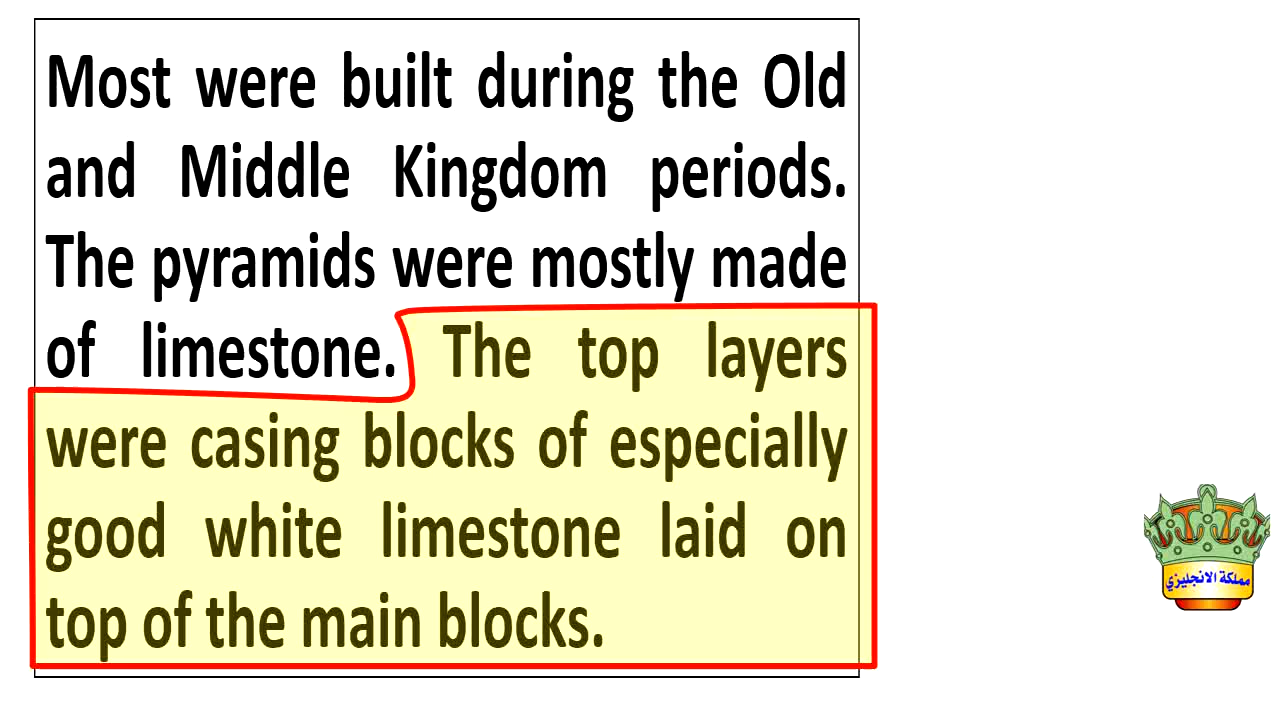 Most were built during the Old
and Middle Kingdom periods.
The pyramids were mostly made
of limestone. The top layers
were casing blocks of especially
good white limestone laid on
top of the main blocks.
مملكة الانجليزي